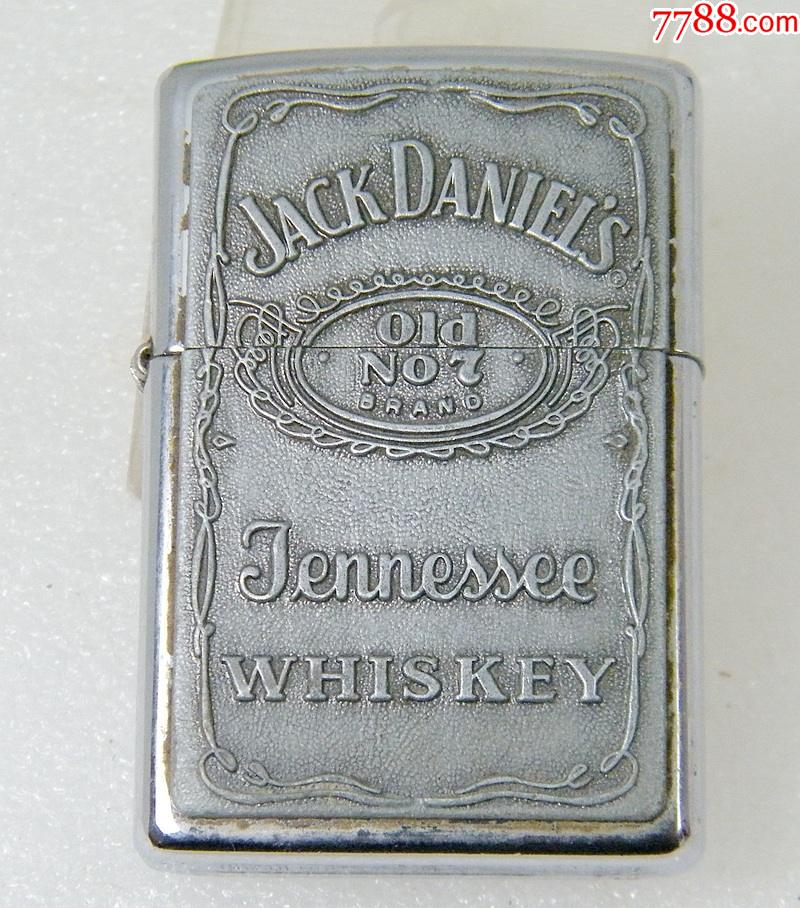 7788.com
JACK DANIEL'S
Old
No 7
BRAND
Tennessee
WHISKEY